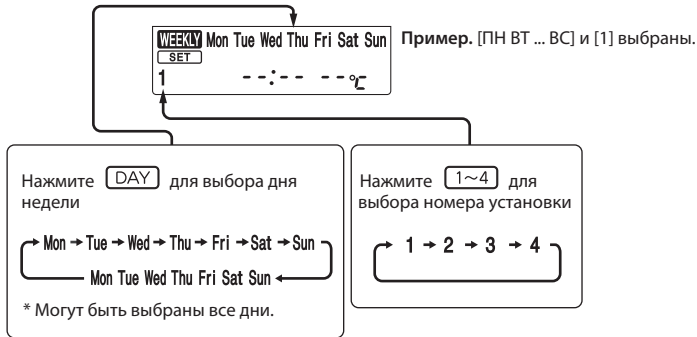 WEEKLY Mon Tue Wed Thu Fri Sat Sun
SET
1 --:-- --°C
Пример. [ПН ВТ ... ВС] и [1] выбраны.
Нажмите DAY для выбора дня
недели
Mon → Tue → Wed → Thu → Fri → Sat → Sun
Mon Tue Wed Thu Fri Sat Sun
* Могут быть выбраны все дни.
Нажмите 1~4 для
выбора номера установки
1 → 2 → 3 → 4